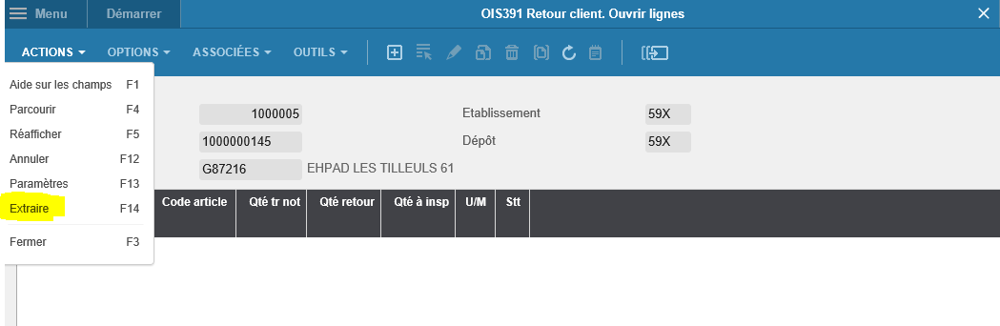 Menu Démarrer OIS391 Retour client. Ouvrir lignes
ACTIONS OPTIONS ASSOCIÉES OUTILS
Aide sur les champs F1
Parcourir F4
Réafficher F5
Annuler F12
Paramètres F13
Extraire F14
Fermer F3
1000005 Etablissement 59X
1000000145 Dépôt 59X
G87216 EHPAD LES TILLEULS 61
Code article Qté tr not Qté retour Qté à insp U/M Stt